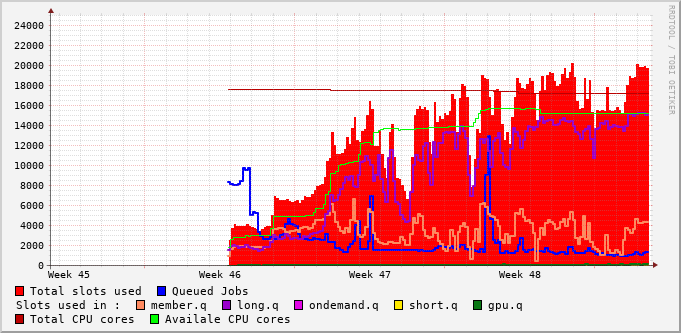 24000
22000
20000
18000
16000
14000
12000
10000
8000
6000
4000
2000
0
Week 45 Week 46 Week 47 Week 48
Total slots used Queued Jobs
Slots used in : member.q long.q ondemand.q short.q gpu.q
Total CPU cores Availale CPU cores
RRDTOOL / TOBI OETIKER